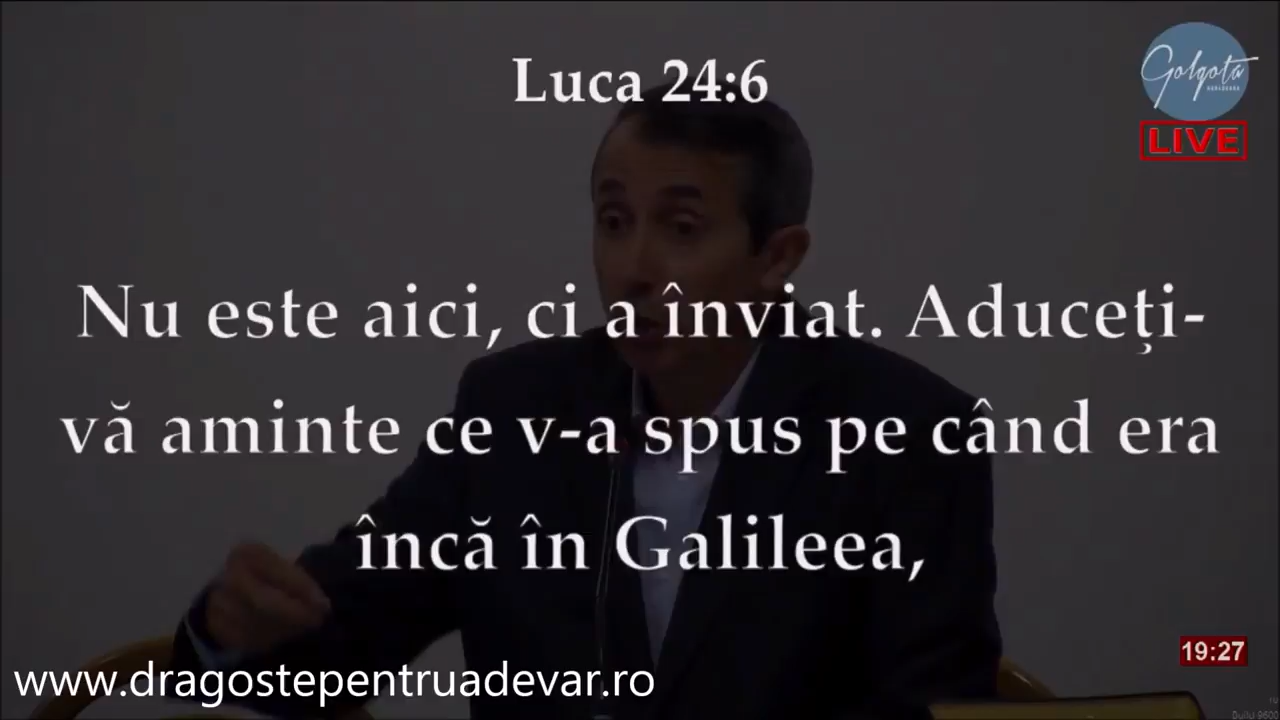 Luca 24:6
Golgota
LIVE
Nu este aici, ci a înviat. Aduceţi-
vă aminte ce v-a spus pe când era
încă în Galileea,
19:27
www.dragostepentruadevar.ro